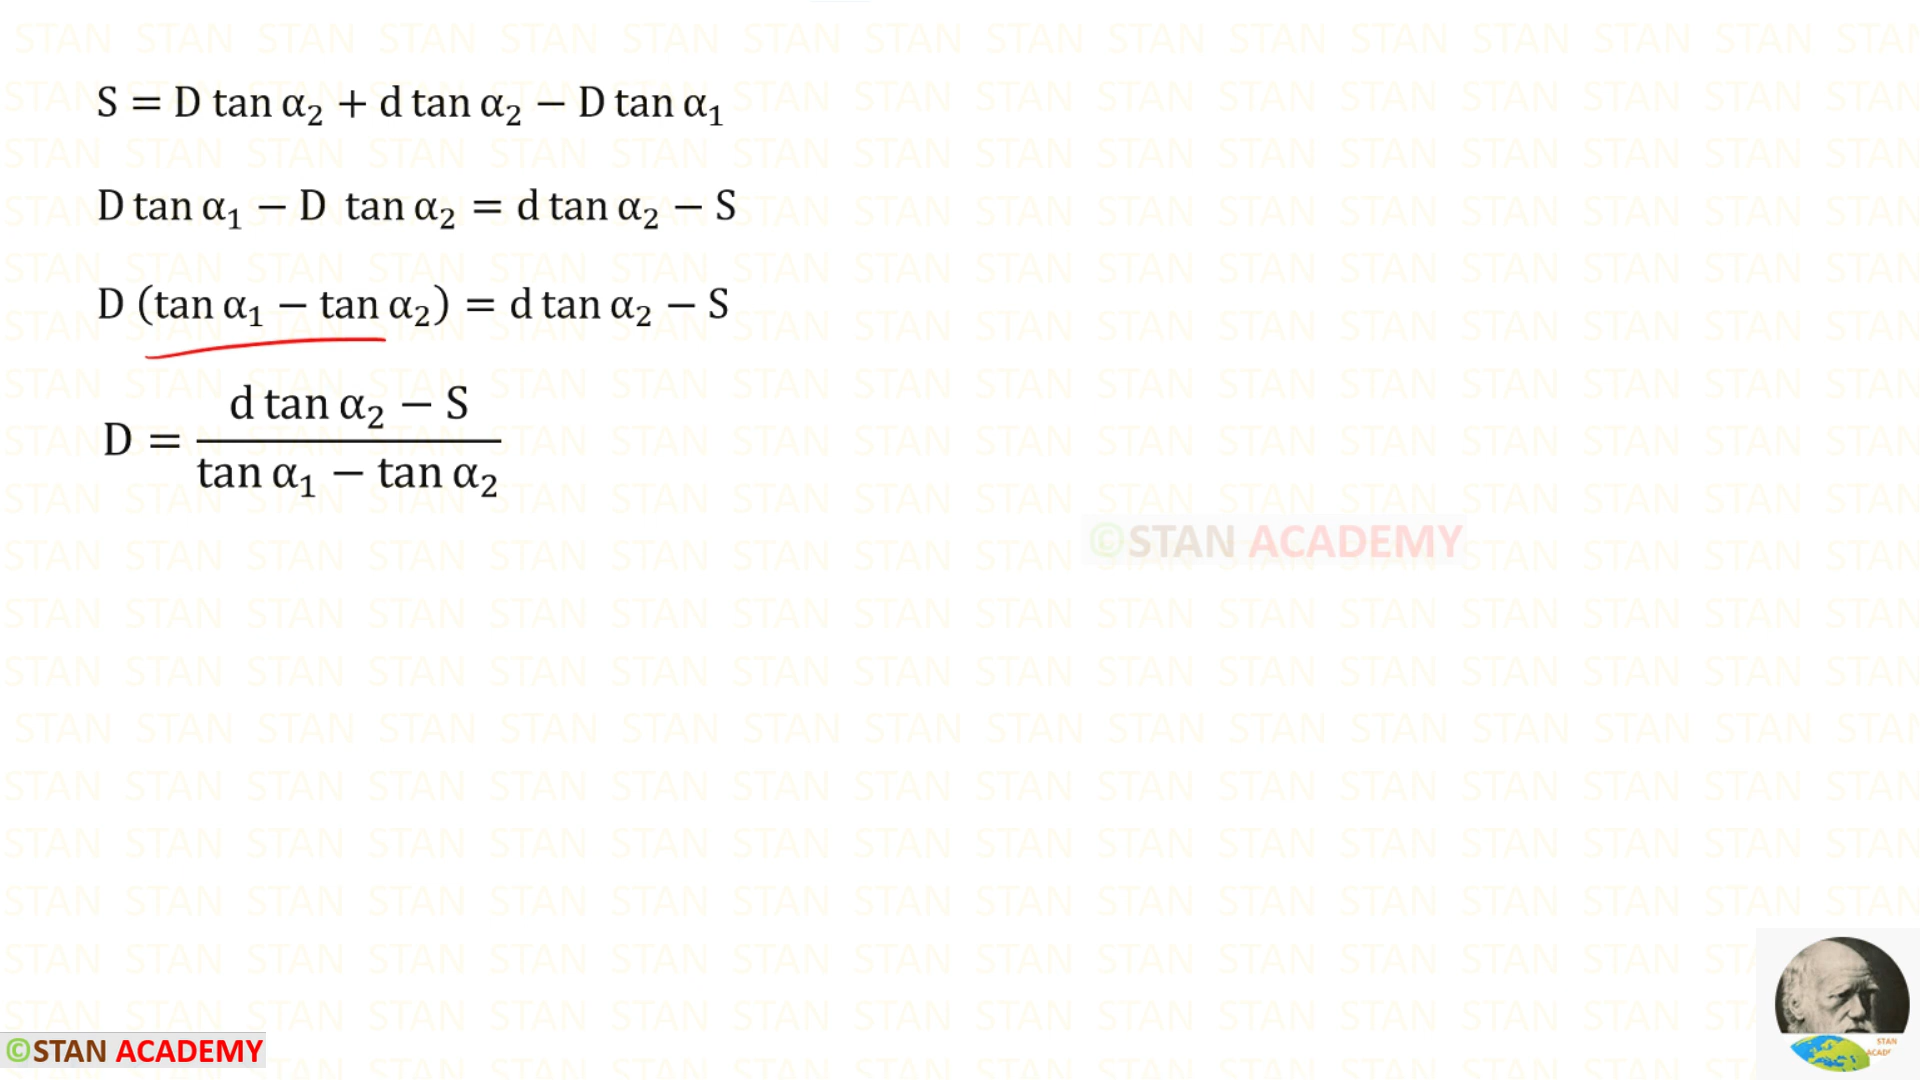 S = D tan α₂ + d tan α₂ − D tan α₁
D tan α₁ − D tan α₂ = d tan α₂ − S
D (tan α₁ − tan α₂) = d tan α₂ − S
D = (d tan α₂ − S) / (tan α₁ − tan α₂)
©STAN ACADEMY
©STAN ACADEMY
STAN